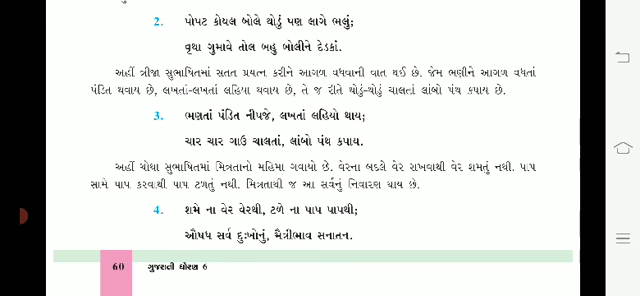 2. પોપટ કોયલ બોલે થોડું પણ લાગે ભલું;
વૃથા ગુમાવે તોલ બહુ બોલીને દેડકાં.
અહીં ત્રીજા સુભાષિતમાં સતત પ્રયત્ન કરીને આગળ વધવાની વાત થઈ છે. જેમ ભણીને આગળ વધતાં
પંડિત થવાય છે, લખતાં-લખતાં લહિયા થવાય છે, તે જ રીતે થોડું-થોડું ચાલતાં લાંબો પંથ કપાય છે.
3. ભણતાં પંડિત નીપજે, લખતાં લહિયો થાય;
ચાર ચાર ગાઉ ચાલતાં, લાંબો પંથ કપાય.
અહીં ચોથા સુભાષિતમાં મિત્રતાનો મહિમા ગવાયો છે. વેરના બદલે વેર રાખવાથી વેર શમતું નથી. પાપ
સામે પાપ કરવાથી પાપ ટળતું નથી. મિત્રતાથી જ આ સર્વનું નિવારણ થાય છે.
4. શમે ના વેર વેરથી, ટળે ના પાપ પાપથી;
ઔષધ સર્વ દુઃખોનું, મૈત્રીભાવ સનાતન.
60 ગુજરાતી ધોરણ 6